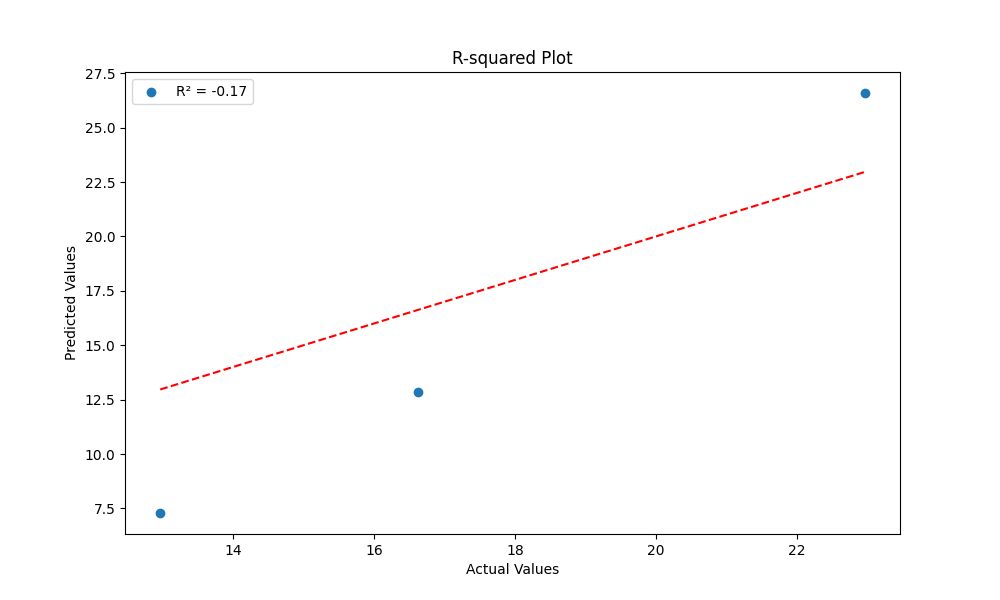 R-squared Plot
R² = -0.17
27.5
25.0
22.5
20.0
17.5
15.0
12.5
10.0
7.5
Predicted Values
14 16 18 20 22
Actual Values